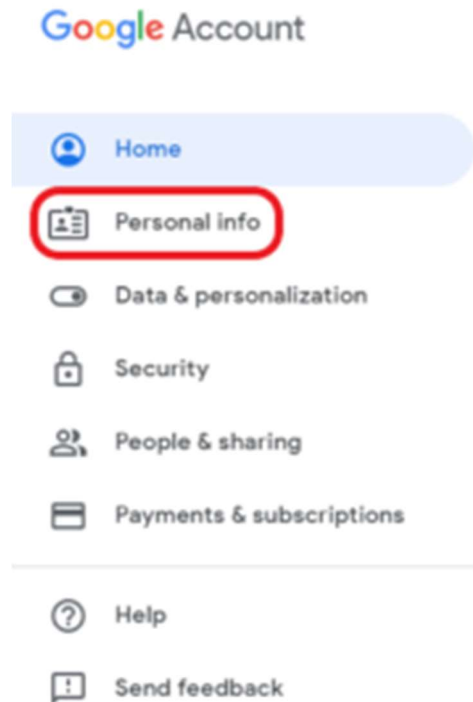 Google Account
Home
Personal info
Data & personalization
Security
People & sharing
Payments & subscriptions
Help
Send feedback